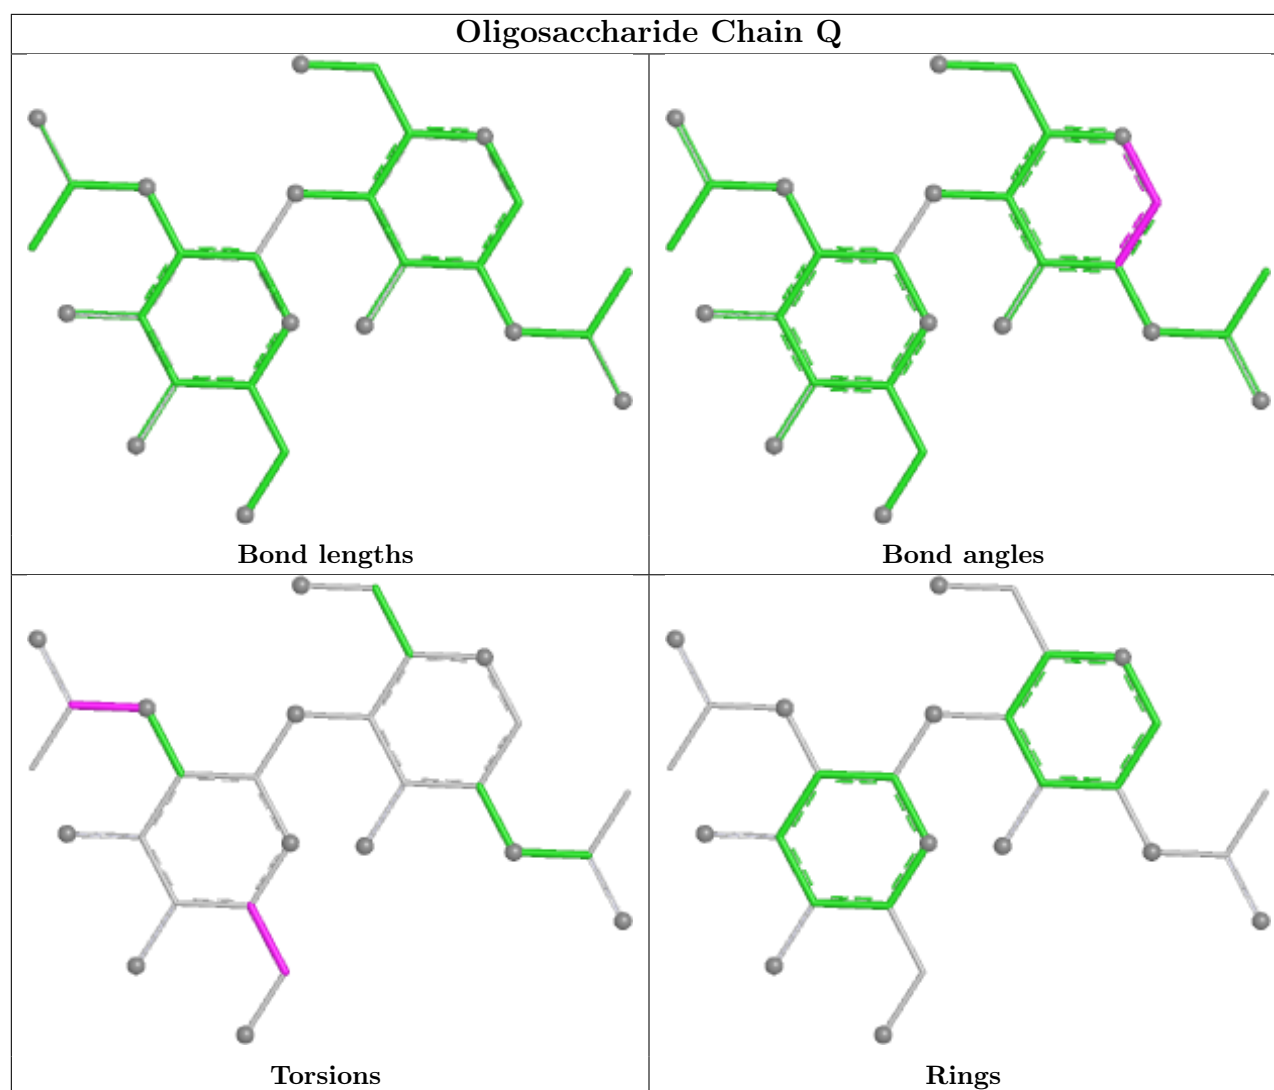 Oligosaccharide Chain Q
Bond lengths
Bond angles
Torsions
Rings